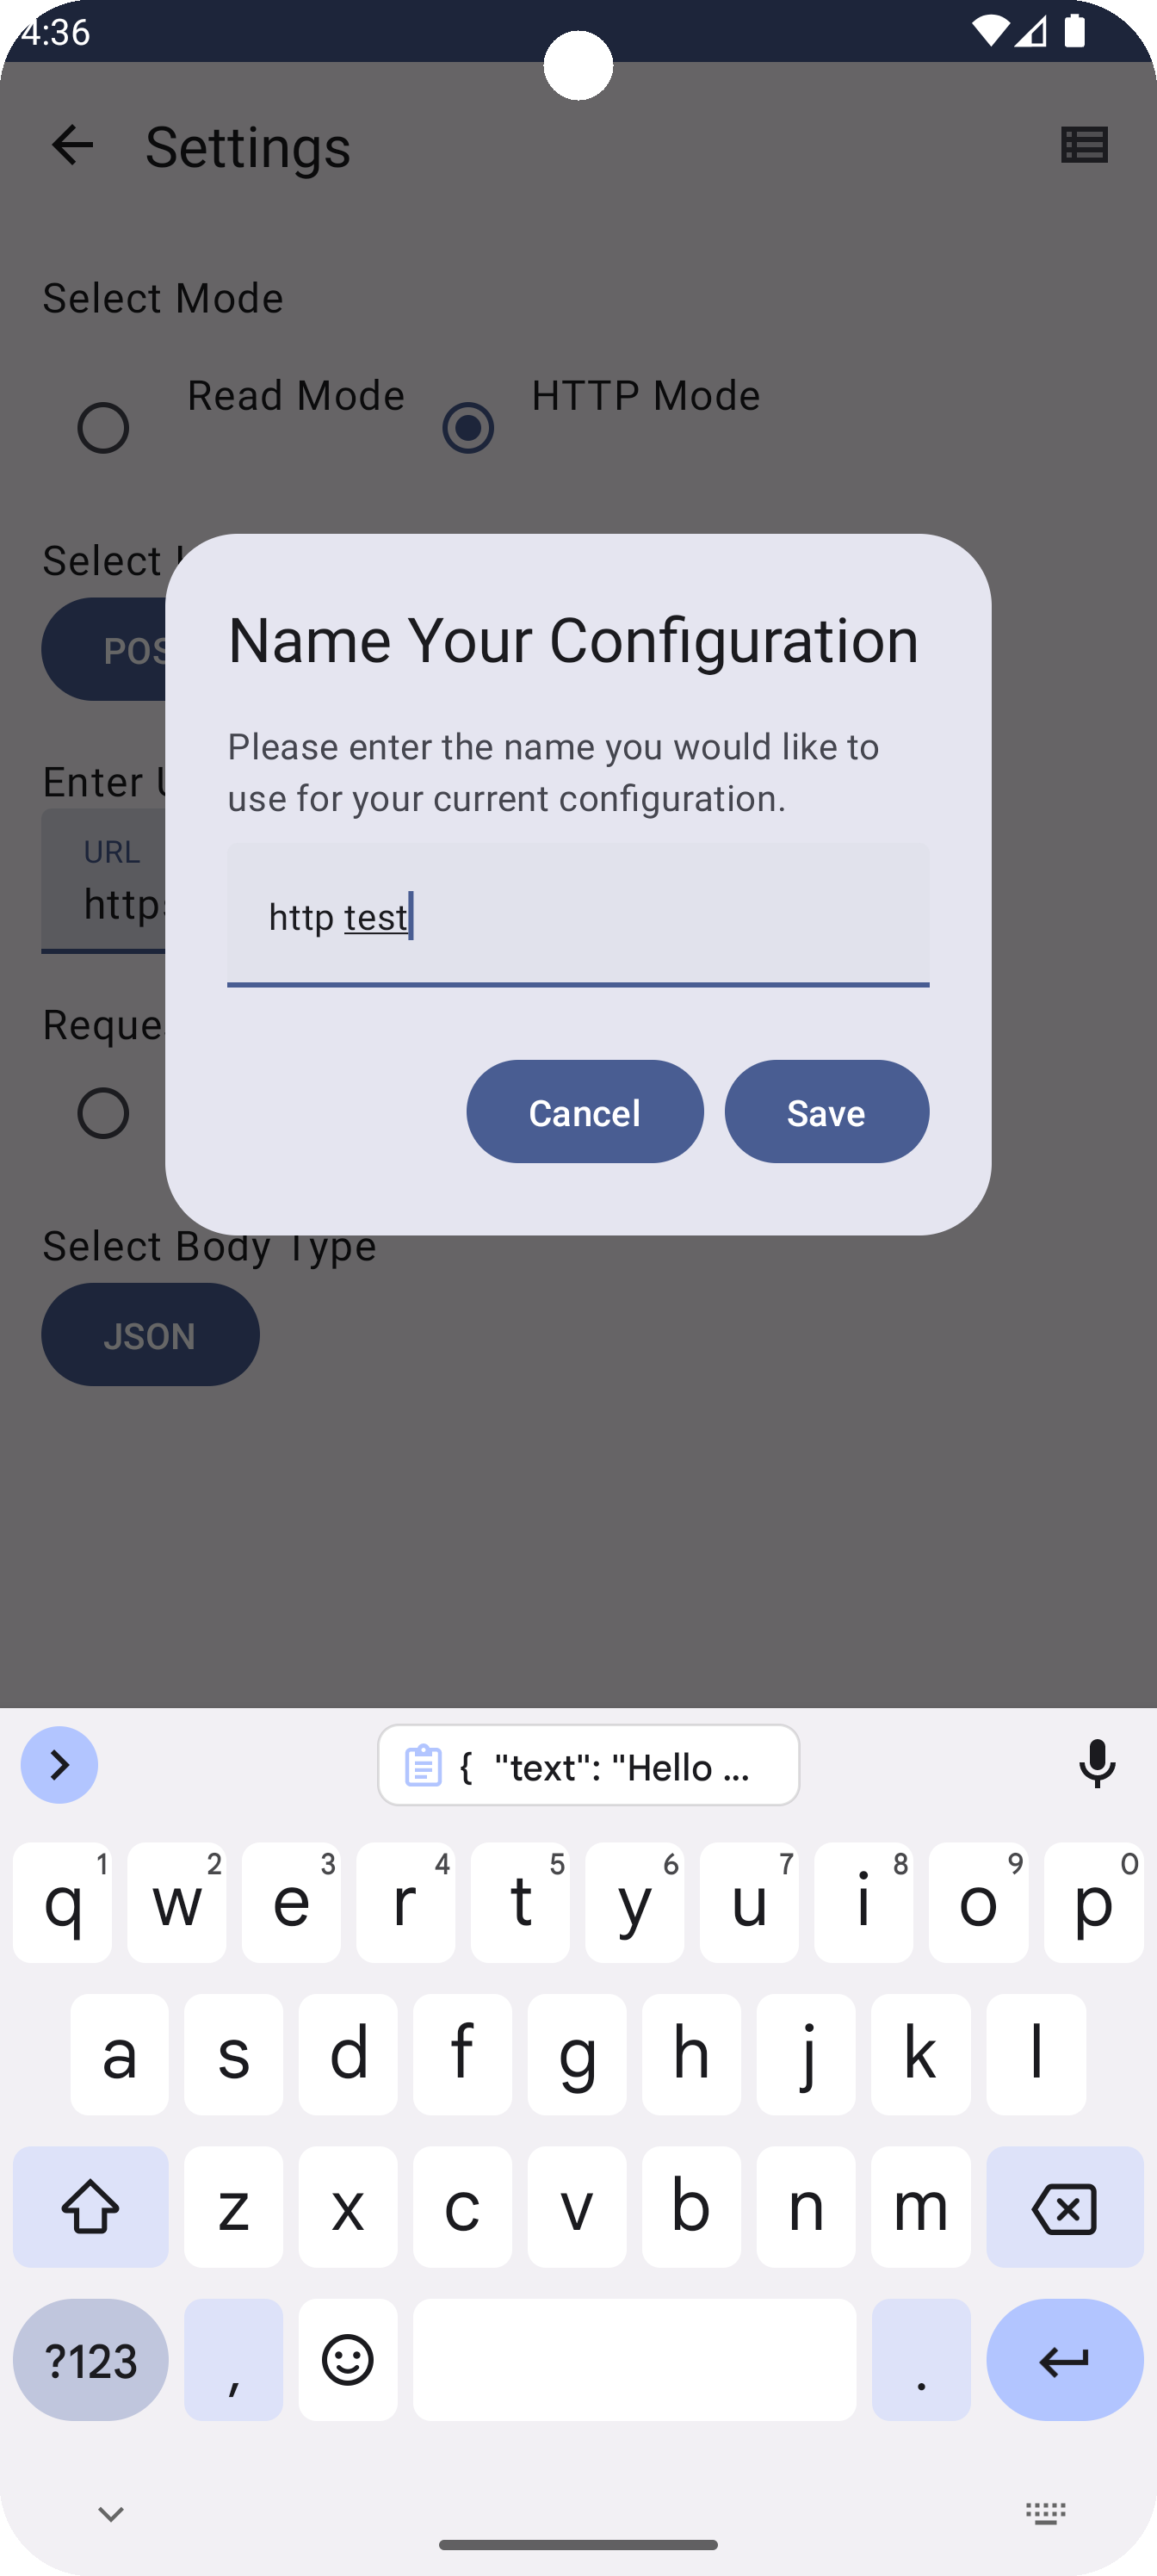 4:36
Settings
Select Mode
Read Mode
HTTP Mode
Select
POS
Enter
URL
http
Name Your Configuration
Please enter the name you would like to
use for your current configuration.
http test
Cancel
Save
Reque
Select Body Type
JSON
{ "text": "Hello ...
q 1 w 2 e 3 r 4 t 5 y 6 u 7 i 8 o 9 p 0
a s d f g h j k l
z x c v b n m
?123 , .